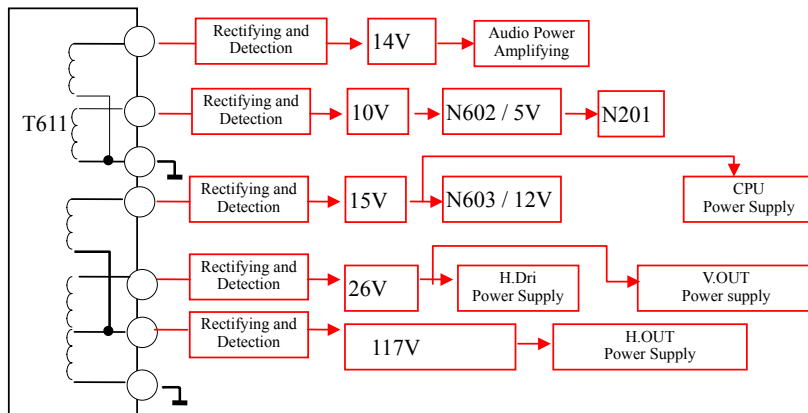 Rectifying and
Detection
14V
Audio Power
Amplifying
T611
Rectifying and
Detection
10V
N602 / 5V
N201
Rectifying and
Detection
15V
N603 / 12V
CPU
Power Supply
Rectifying and
Detection
26V
H.Dri
Power Supply
V.OUT
Power supply
Rectifying and
Detection
117V
H.OUT
Power Supply